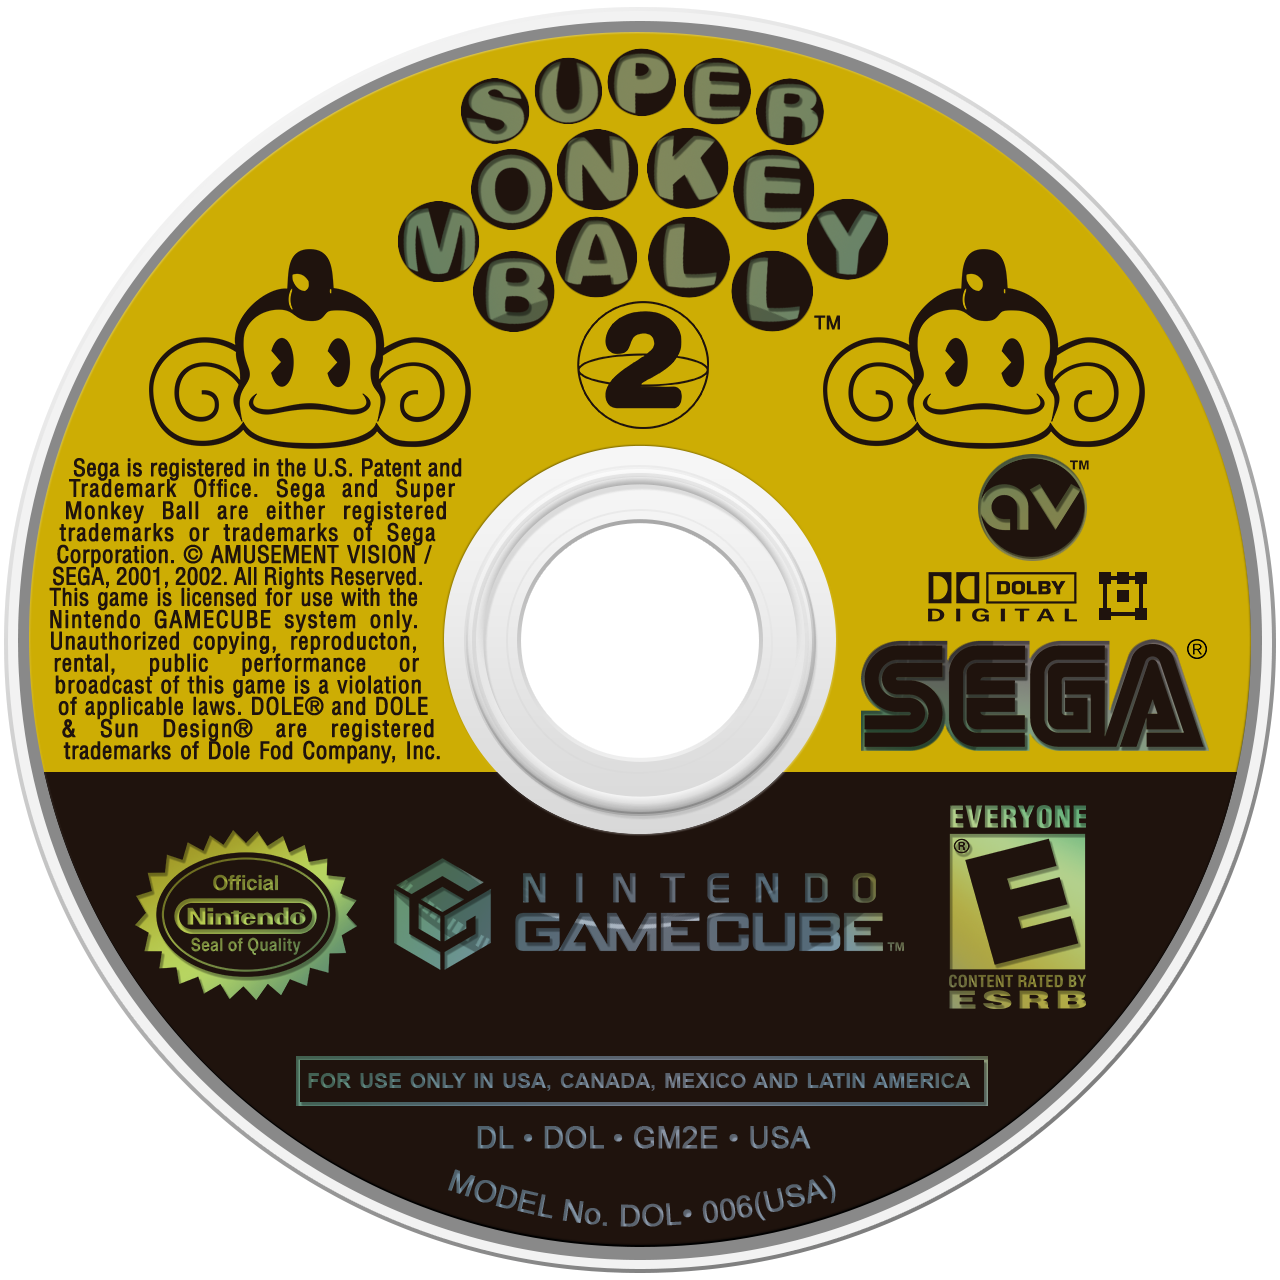 SUPER
MONKEY
BALL
TM
2
Sega is registered in the U.S. Patent and
Trademark Office. Sega and Super
Monkey Ball are either registered
trademarks or trademarks of Sega
Corporation. © AMUSEMENT VISION /
SEGA, 2001, 2002. All Rights Reserved.
This game is licensed for use with the
Nintendo GAMECUBE system only.
Unauthorized copying, reproducton,
rental, public performance or
broadcast of this game is a violation
of applicable laws. DOLE® and DOLE
& Sun Design® are registered
trademarks of Dole Fod Company, Inc.
av TM
DOLBY
DIGITAL
SEGA ®
Official
Nintendo®
Seal of Quality
NINTENDO
GAMECUBE TM
EVERYONE
®
E
CONTENT RATED BY
ESRB
FOR USE ONLY IN USA, CANADA, MEXICO AND LATIN AMERICA
DL • DOL • GM2E • USA
MODEL No. DOL• 006(USA)